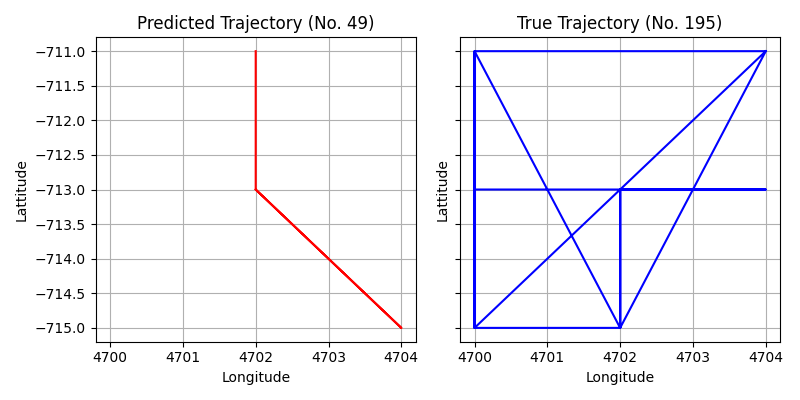 Predicted Trajectory (No. 49)
−711.0
−711.5
−712.0
−712.5
−713.0
−713.5
−714.0
−714.5
−715.0
Lattitude
4700 4701 4702 4703 4704
Longitude
True Trajectory (No. 195)
Lattitude
4700 4701 4702 4703 4704
Longitude